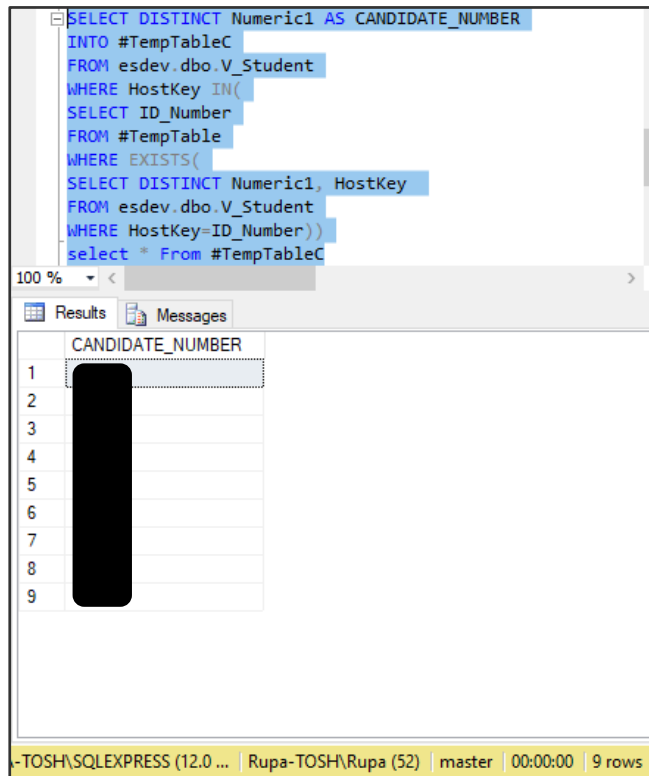 SELECT DISTINCT Numeric1 AS CANDIDATE_NUMBER
INTO #TempTableC
FROM esdev.dbo.V_Student
WHERE HostKey IN(
SELECT ID_Number
FROM #TempTable
WHERE EXISTS(
SELECT DISTINCT Numeric1, HostKey
FROM esdev.dbo.V_Student
WHERE HostKey=ID_Number))
select * From #TempTableC
100 %
Results Messages
CANDIDATE_NUMBER
1
2
3
4
5
6
7
8
9
-TOSH\SQLEXPRESS (12.0 ... Rupa-TOSH\Rupa (52) master 00:00:00 9 rows